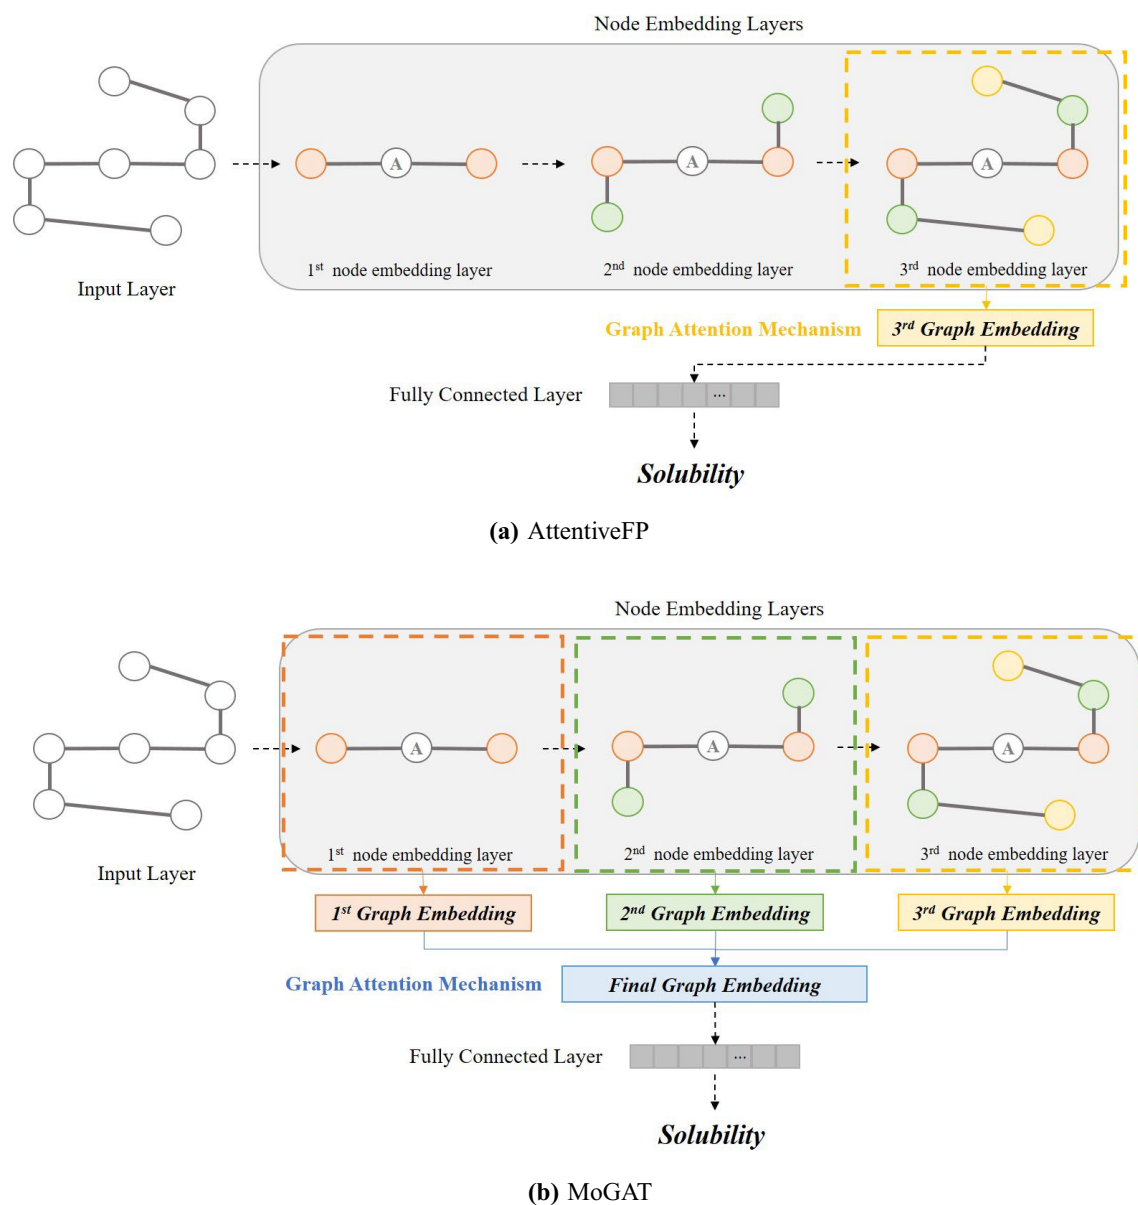 Node Embedding Layers
A
A
A
1st node embedding layer
2nd node embedding layer
3rd node embedding layer
Input Layer
Graph Attention Mechanism
3rd Graph Embedding
Fully Connected Layer
...
Solubility
(a) AttentiveFP
Node Embedding Layers
A
A
A
1st node embedding layer
2nd node embedding layer
3rd node embedding layer
Input Layer
1st Graph Embedding
2nd Graph Embedding
3rd Graph Embedding
Graph Attention Mechanism
Final Graph Embedding
Fully Connected Layer
...
Solubility
(b) MoGAT